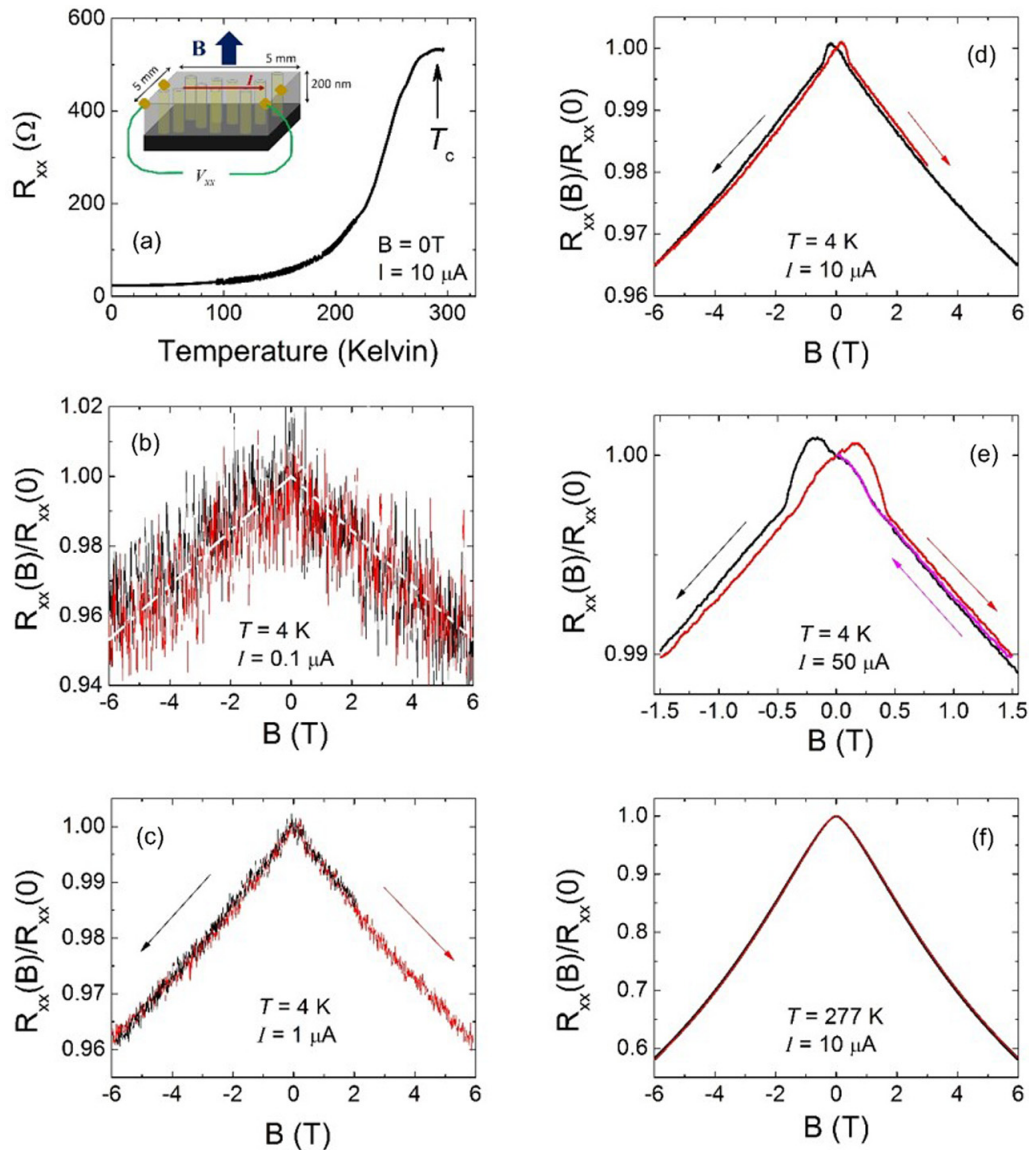 (a)
R_xx (Ω)
600
400
200
0
0
100
200
300
Temperature (Kelvin)
B
5 mm
5 mm
200 nm
I
V_xx
T_c
B = 0T
I = 10 µA
(b)
R_xx(B)/R_xx(0)
1.02
1.00
0.98
0.96
0.94
-6 -4 -2 0 2 4 6
B (T)
T = 4 K
I = 0.1 µA
(c)
R_xx(B)/R_xx(0)
1.00
0.99
0.98
0.97
0.96
-6 -4 -2 0 2 4 6
B (T)
T = 4 K
I = 1 µA
(d)
R_xx(B)/R_xx(0)
1.00
0.99
0.98
0.97
0.96
-6 -4 -2 0 2 4 6
B (T)
T = 4 K
I = 10 µA
(e)
R_xx(B)/R_xx(0)
1.00
0.99
-1.5 -1.0 -0.5 0.0 0.5 1.0 1.5
B (T)
T = 4 K
I = 50 µA
(f)
R_xx(B)/R_xx(0)
1.0
0.9
0.8
0.7
0.6
-6 -4 -2 0 2 4 6
B (T)
T = 277 K
I = 10 µA